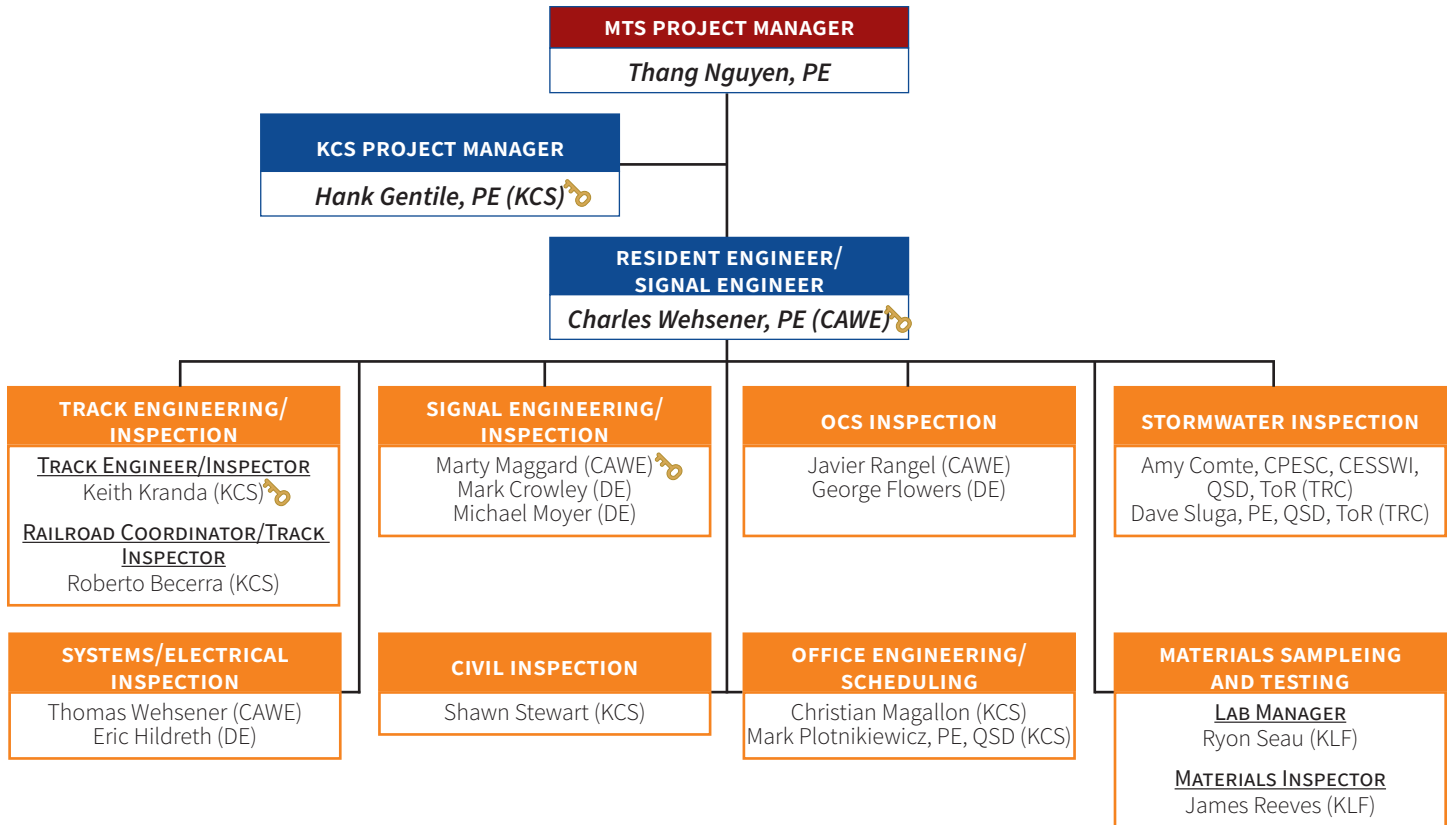 MTS PROJECT MANAGER
Thang Nguyen, PE
KCS PROJECT MANAGER
Hank Gentile, PE (KCS)
RESIDENT ENGINEER/
SIGNAL ENGINEER
Charles Wehsener, PE (CAWE)
TRACK ENGINEERING/
INSPECTION
TRACK ENGINEER/INSPECTOR
Keith Kranda (KCS)
RAILROAD COORDINATOR/TRACK
INSPECTOR
Roberto Becerra (KCS)
SIGNAL ENGINEERING/
INSPECTION
Marty Maggard (CAWE)
Mark Crowley (DE)
Michael Moyer (DE)
OCS INSPECTION
Javier Rangel (CAWE)
George Flowers (DE)
STORMWATER INSPECTION
Amy Comte, CPESC, CESSWI,
QSD, ToR (TRC)
Dave Sluga, PE, QSD, ToR (TRC)
SYSTEMS/ELECTRICAL
INSPECTION
Thomas Wehsener (CAWE)
Eric Hildreth (DE)
CIVIL INSPECTION
Shawn Stewart (KCS)
OFFICE ENGINEERING/
SCHEDULING
Christian Magallon (KCS)
Mark Plotnikiewicz, PE, QSD (KCS)
MATERIALS SAMPLEING
AND TESTING
LAB MANAGER
Ryon Seau (KLF)
MATERIALS INSPECTOR
James Reeves (KLF)